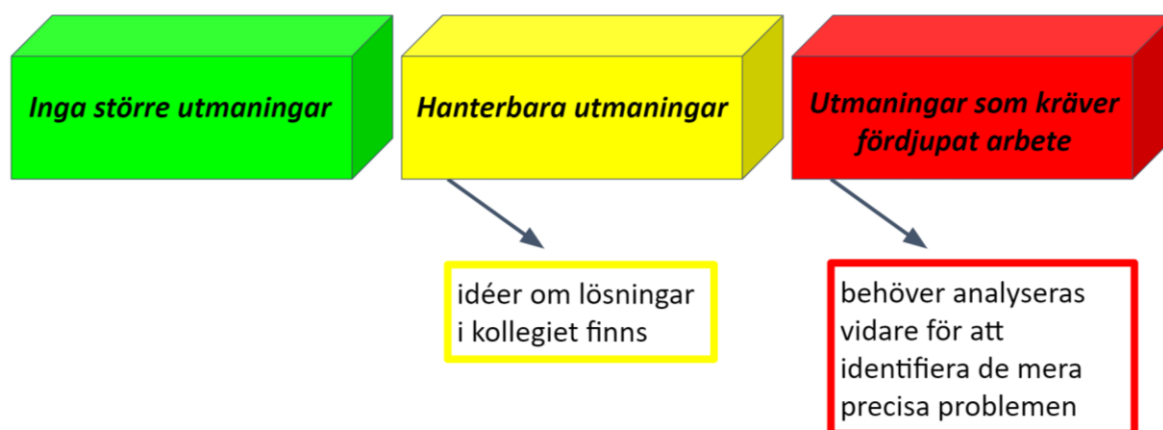 Inga större utmaningar
Hanterbara utmaningar
Utmaningar som kräver
fördjupat arbete
idéer om lösningar
i kollegiet finns
behöver analyseras
vidare för att
identifiera de mera
precisa problemen